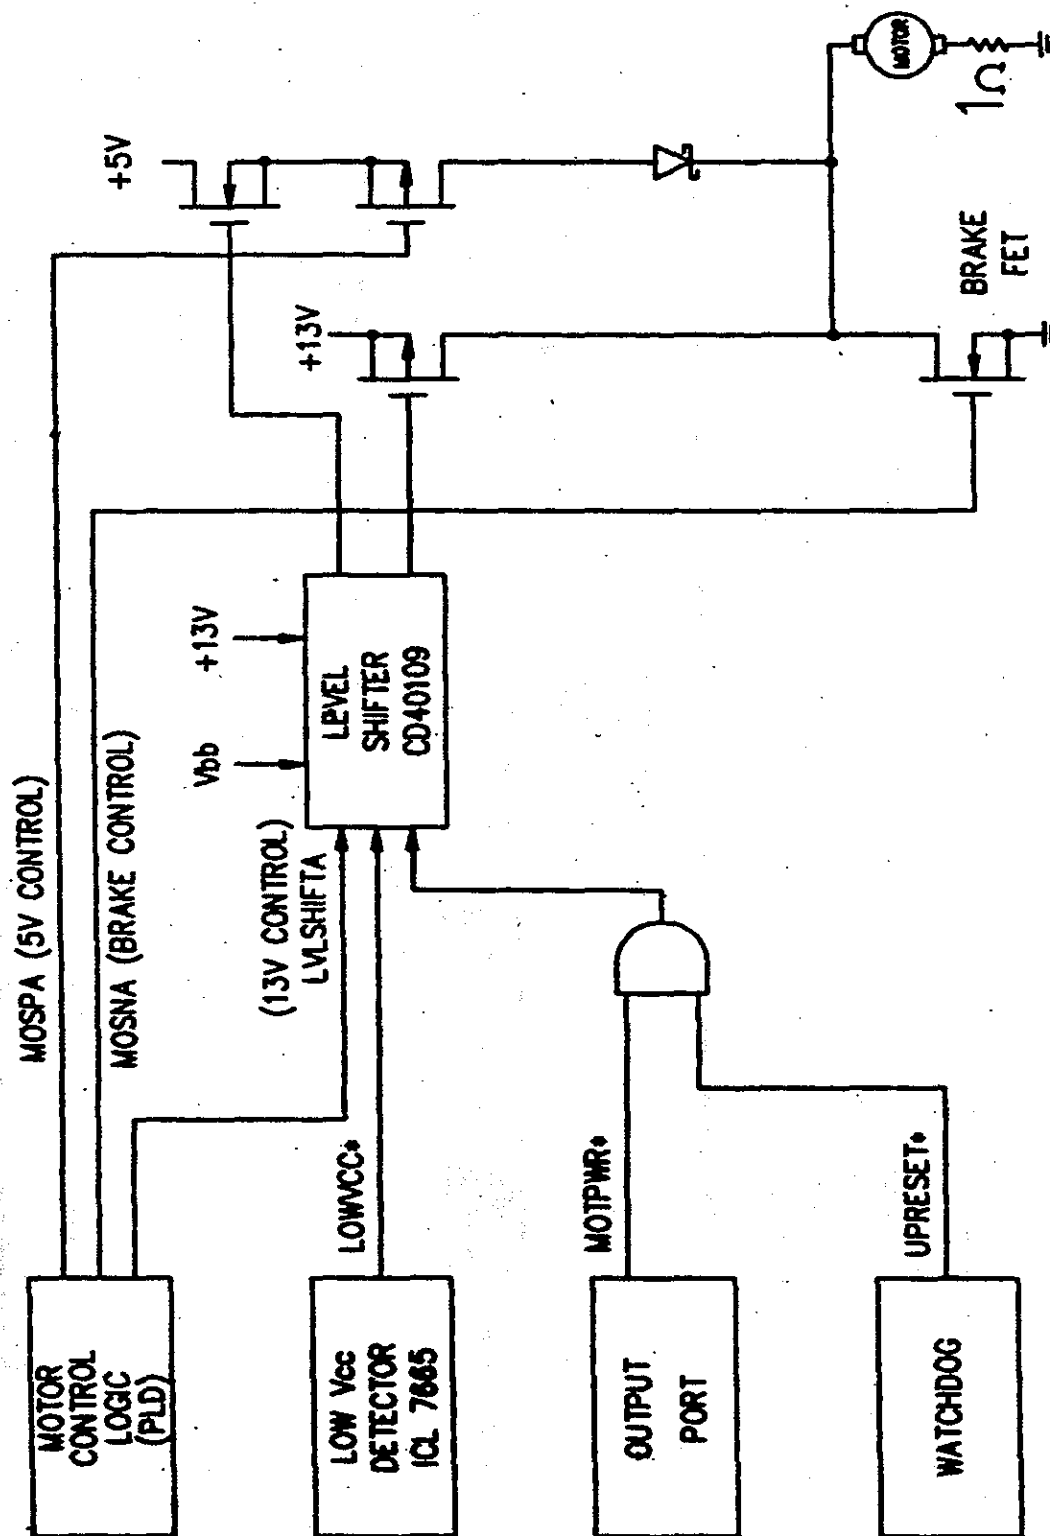 MOSPA (5V CONTROL)
MOSNA (BRAKE CONTROL)
(13V CONTROL)
LVLSHIFTA
MOTOR
CONTROL
LOGIC
(PLD)
LOW Vcc
DETECTOR
ICL 7665
LOWVCC*
OUTPUT
PORT
MOTPWR*
WATCHDOG
UPRESET*
Vbb
+13V
LEVEL
SHIFTER
CD40109
+5V
+13V
BRAKE
FET
MOTOR
1Ω